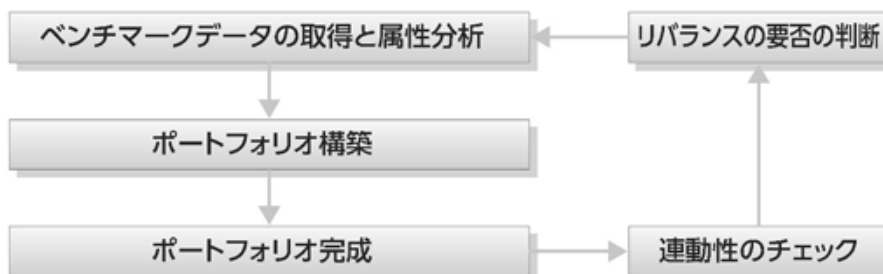 ベンチマークデータの取得と属性分析
リバランスの要否の判断
ポートフォリオ構築
ポートフォリオ完成
連動性のチェック